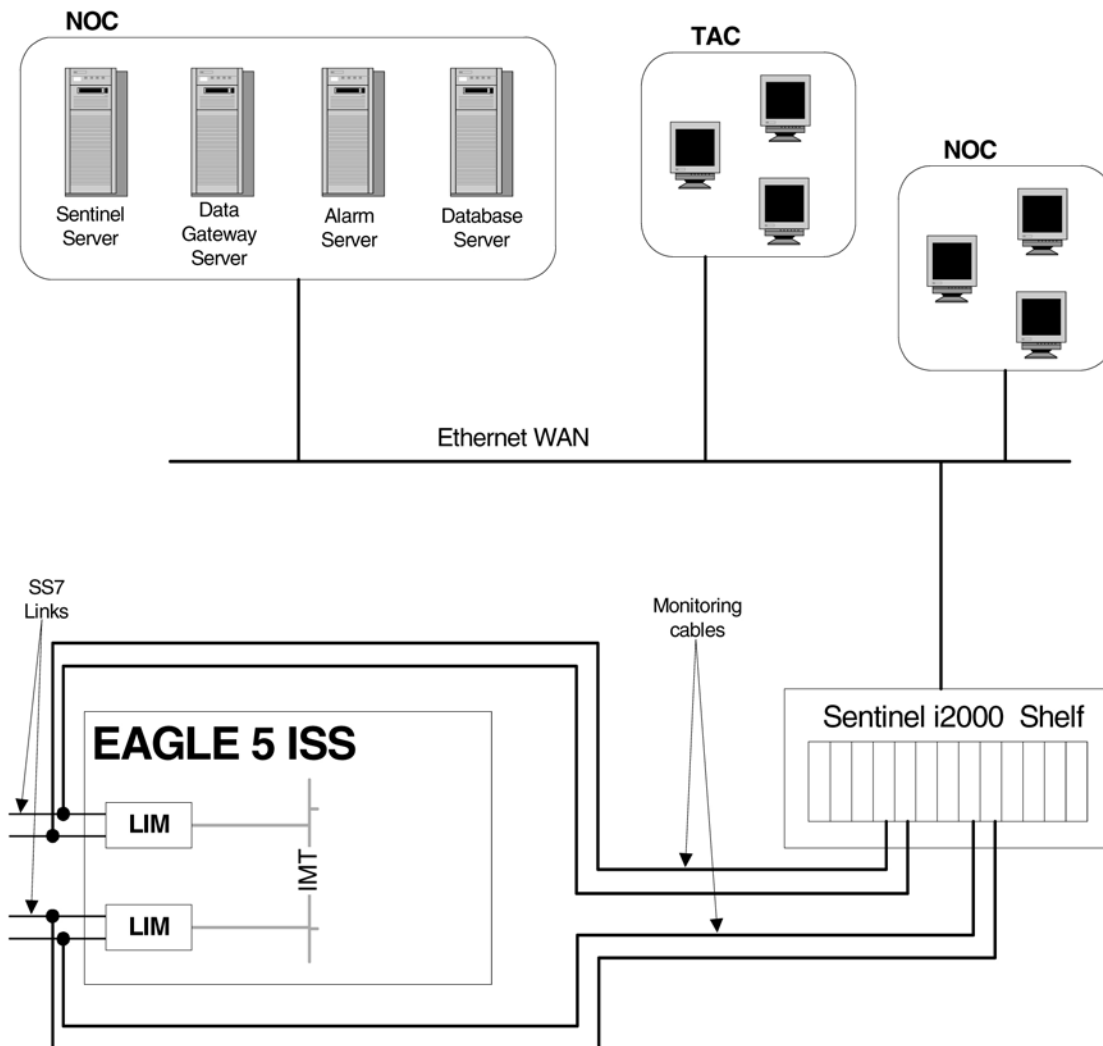 NOC
TAC
NOC
Sentinel
Server
Data
Gateway
Server
Alarm
Server
Database
Server
Ethernet WAN
SS7
Links
Monitoring
cables
Sentinel i2000 Shelf
EAGLE 5 ISS
LIM
IMT
LIM